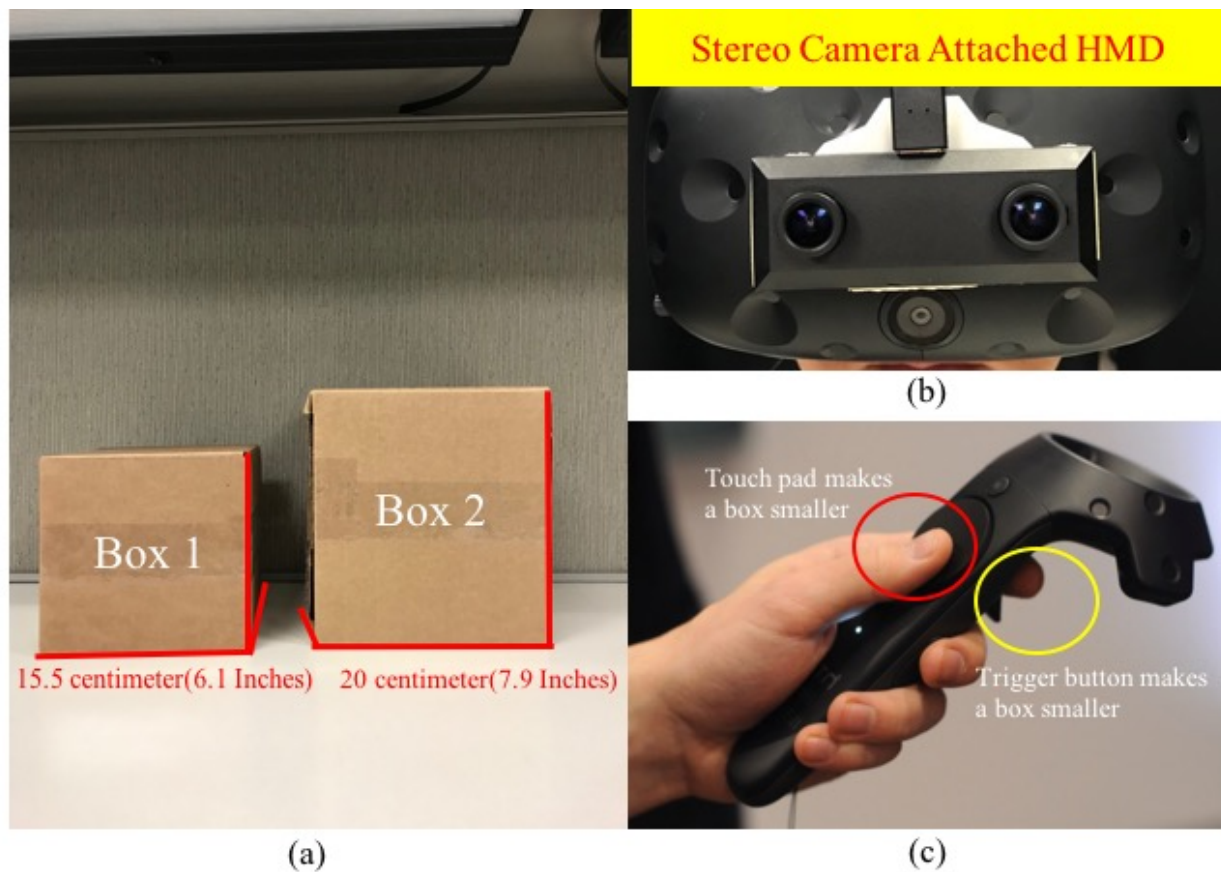 Box 1
Box 2
15.5 centimeter(6.1 Inches)
20 centimeter(7.9 Inches)
(a)
Stereo Camera Attached HMD
(b)
Touch pad makes
a box smaller
Trigger button makes
a box smaller
(c)